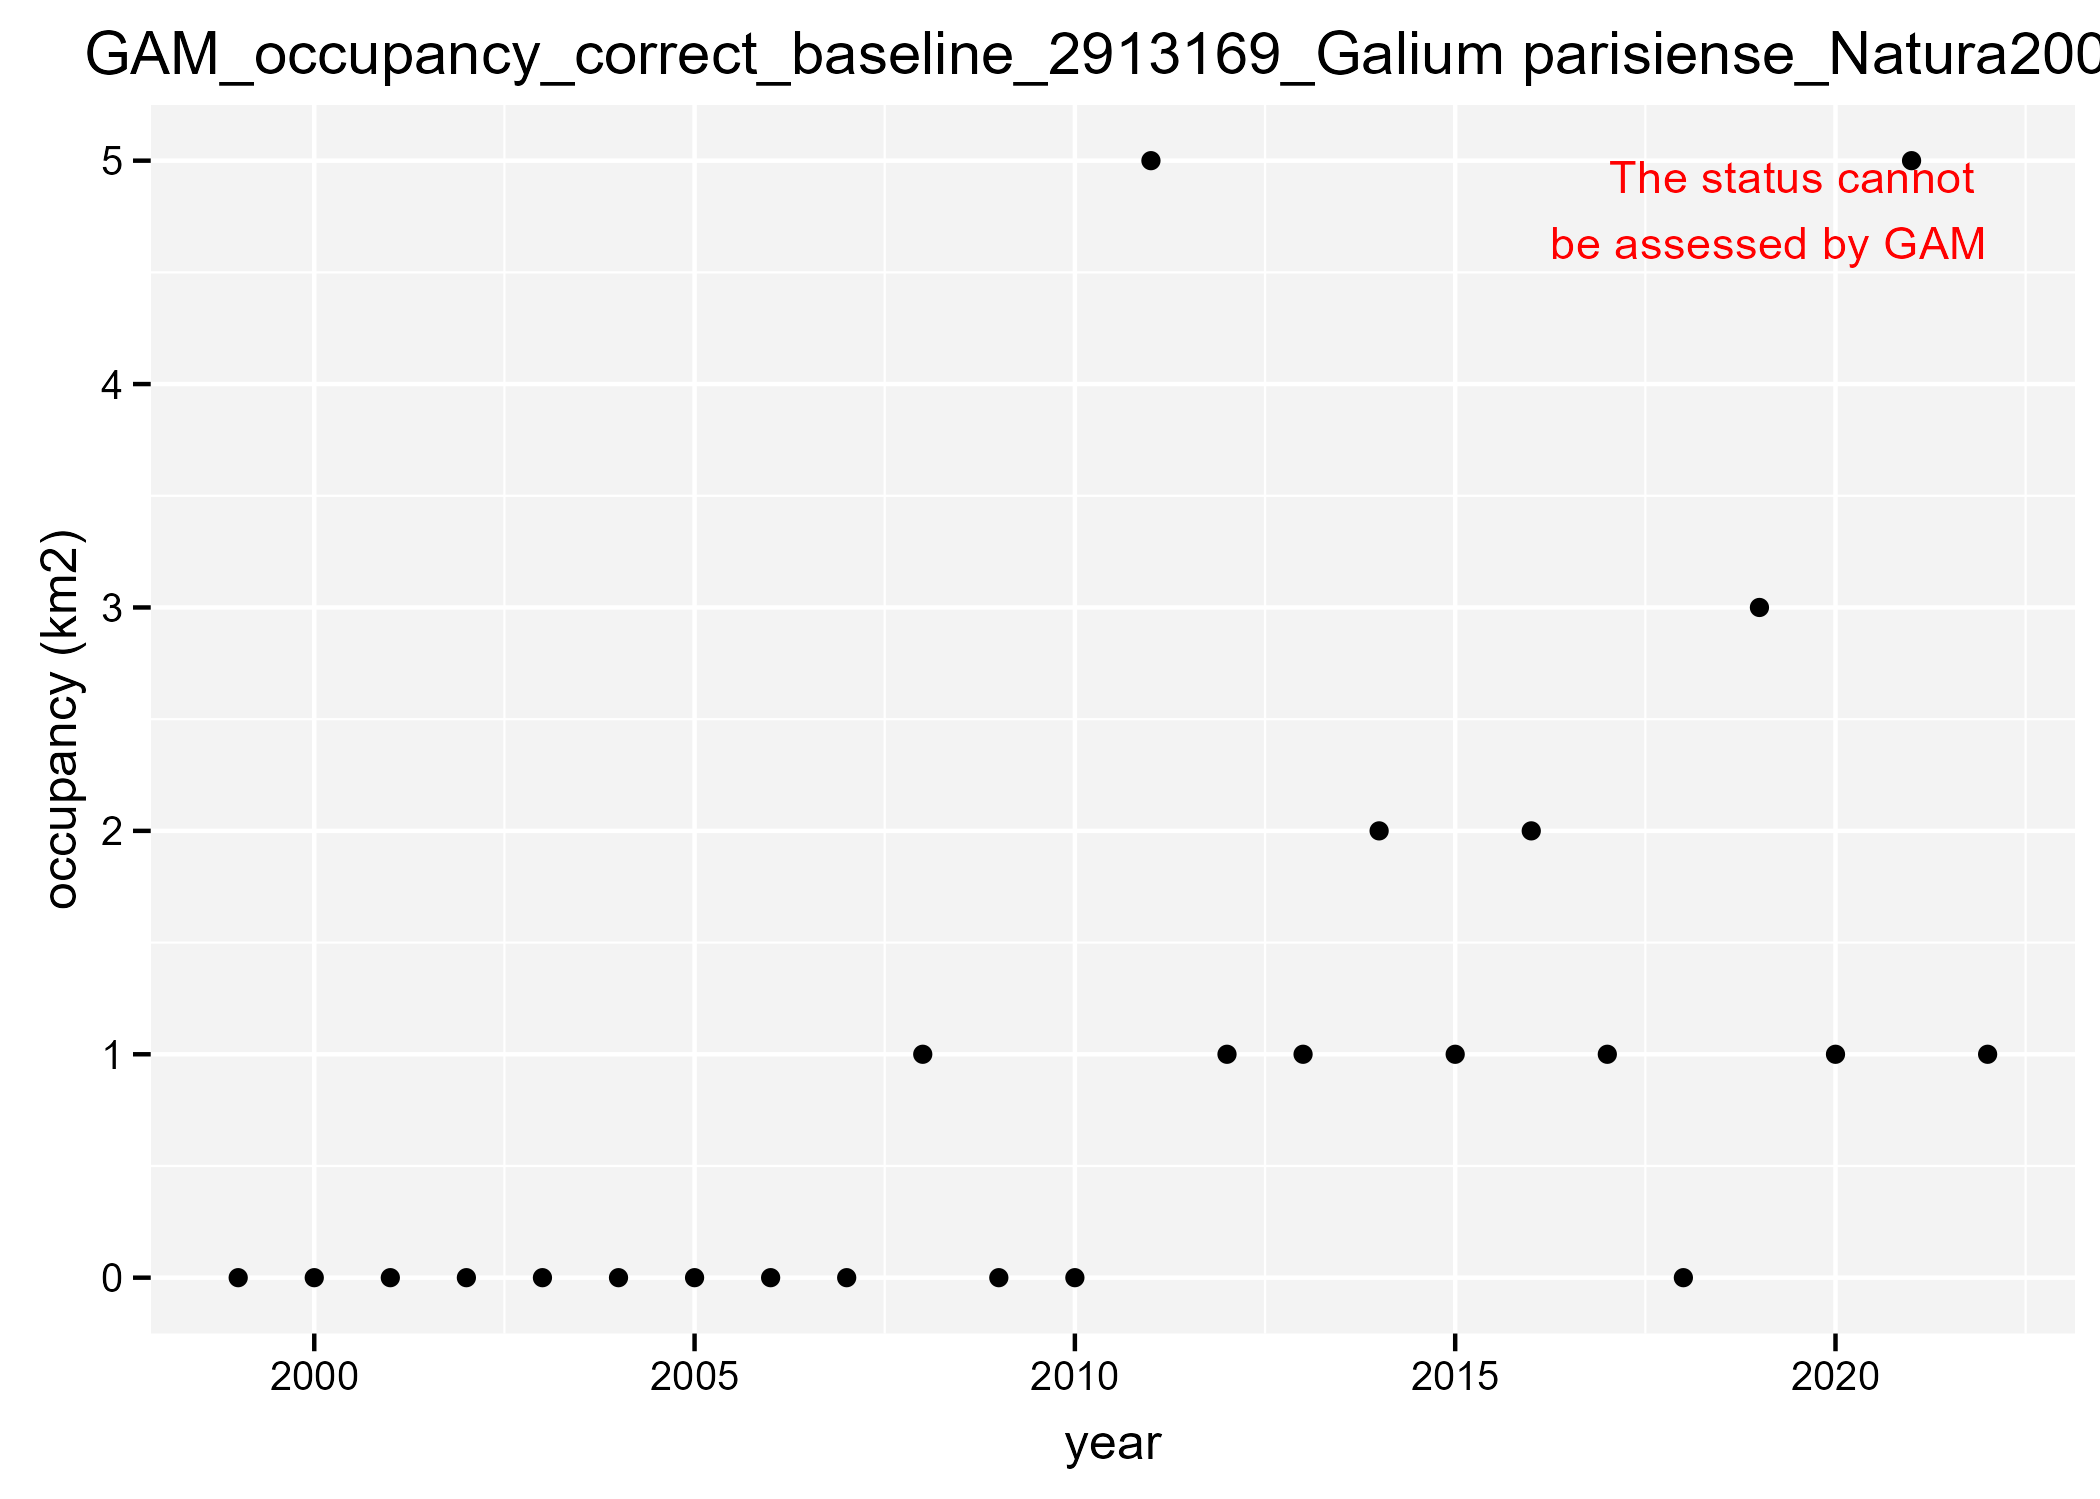 GAM_occupancy_correct_baseline_2913169_Galium parisiense_Natura200
5
The status cannot
be assessed by GAM
4
3
2
1
0
occupancy (km2)
2000 2005 2010 2015 2020
year